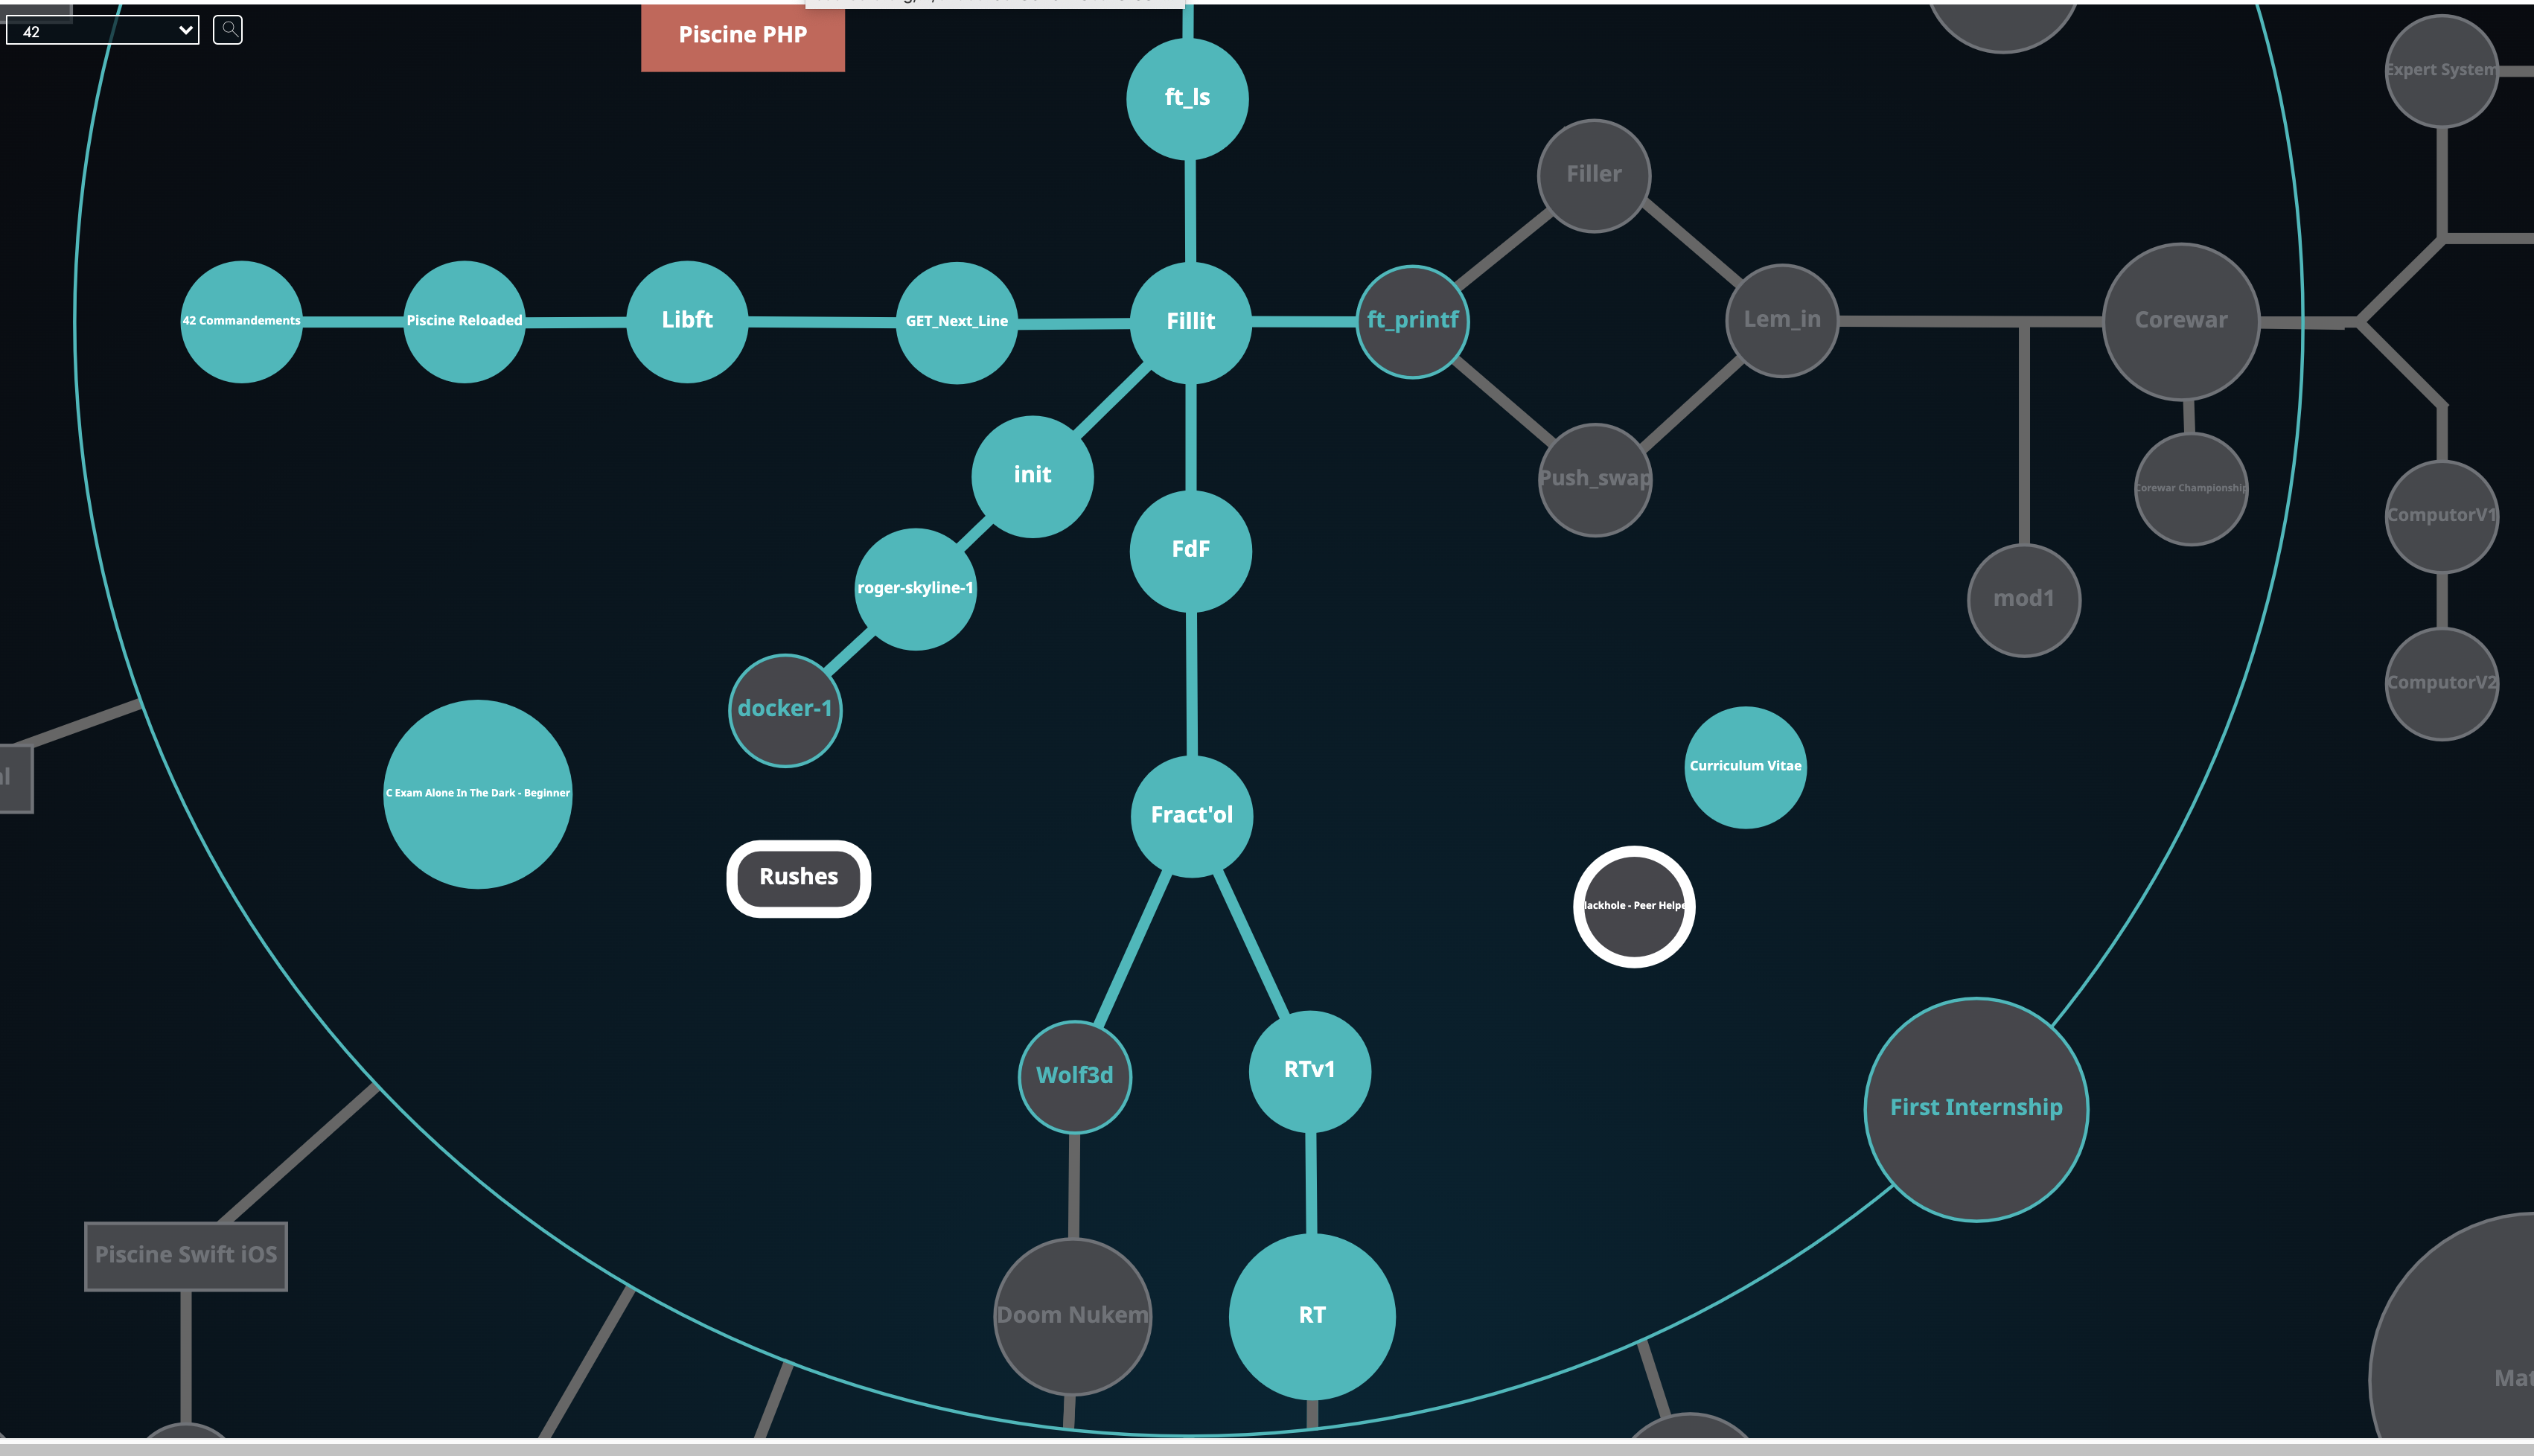 42
Piscine PHP
ft_ls
Expert System
Filler
42 Commandements
Piscine Reloaded
Libft
GET_Next_Line
Fillit
ft_printf
Lem_in
Corewar
init
Push_swap
Corewar Championship
ComputorV1
FdF
roger-skyline-1
mod1
docker-1
ComputorV2
Curriculum Vitae
C Exam Alone In The Dark - Beginner
Fract'ol
Rushes
lackhole - Peer Helpe
Wolf3d
RTv1
First Internship
Piscine Swift iOS
Doom Nukem
RT
Mat